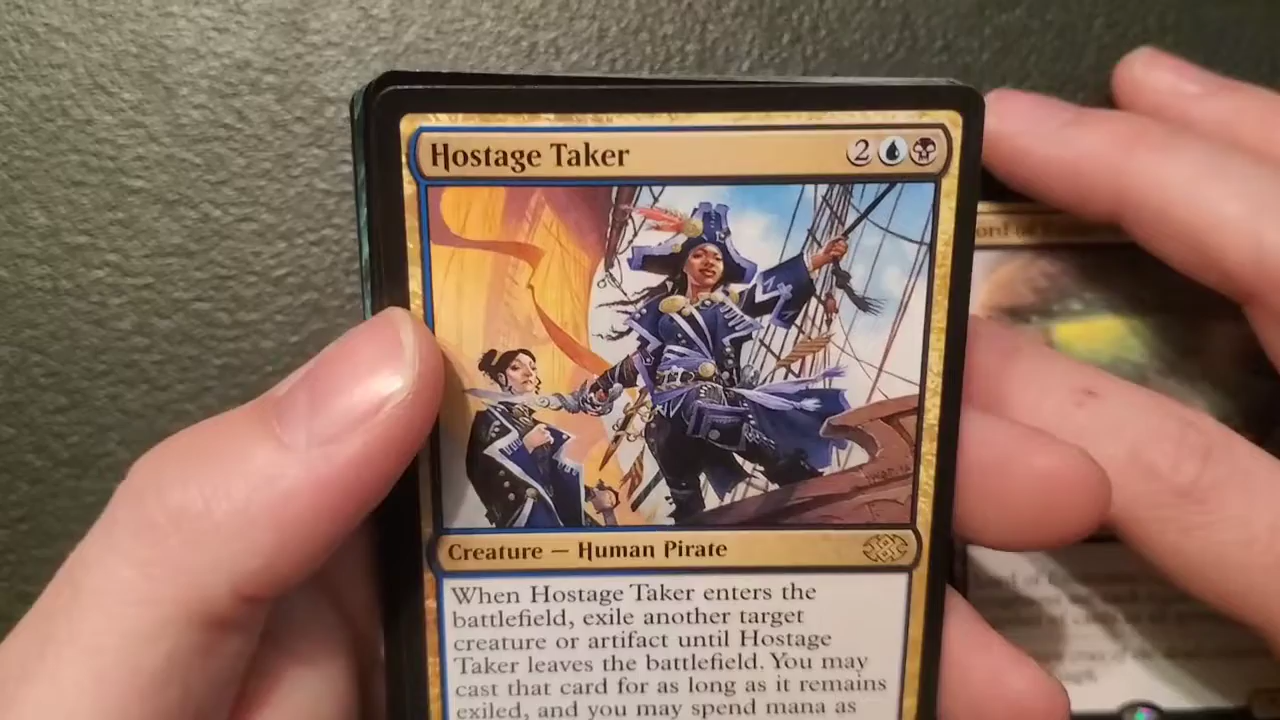 Hostage Taker 2
Creature — Human Pirate
When Hostage Taker enters the
battlefield, exile another target
creature or artifact until Hostage
Taker leaves the battlefield. You may
cast that card for as long as it remains
exiled, and you may spend mana as